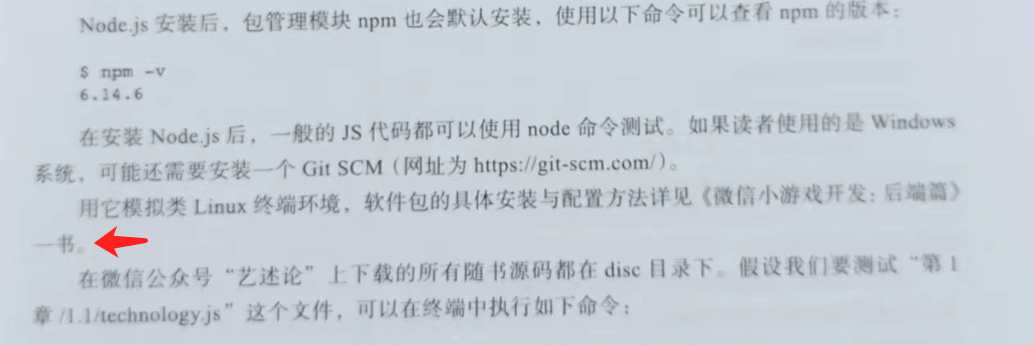 Node.js 安装后，包管理模块 npm 也会默认安装，使用以下命令可以查看 npm 的版本：
$ npm -v
6.14.6
在安装 Node.js 后，一般的 JS 代码都可以使用 node 命令测试。如果读者使用的是 Windows
系统，可能还需要安装一个 Git SCM（网址为 https://git-scm.com/）。
用它模拟类 Linux 终端环境，软件包的具体安装与配置方法详见《微信小游戏开发：后端篇》
一书。
在微信公众号“艺述论”上下载的所有随书源码都在 disc 目录下。假设我们要测试“第 1
章 /1.1/technology.js”这个文件，可以在终端中执行如下命令：